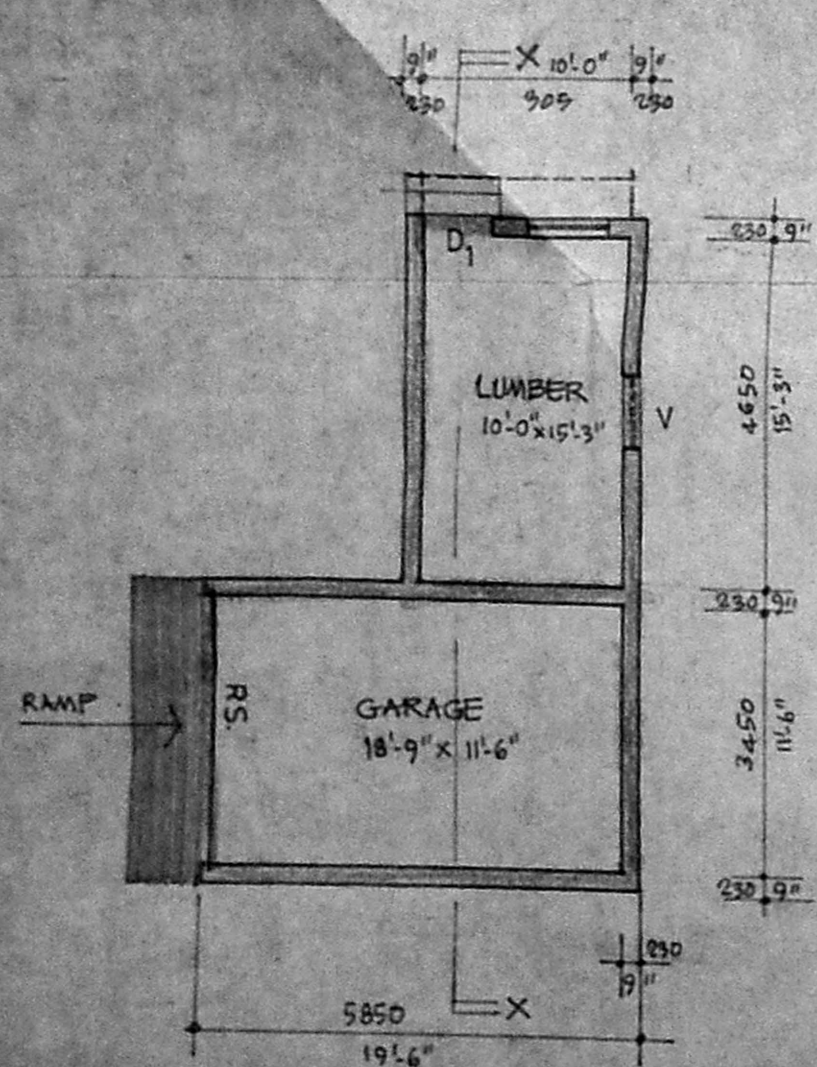 9" X 10'-0" 9"
230 305 230
D1
230 9"
LUMBER
10'-0"x15'-3"
V
4650 15'-3"
230 9"
RAMP
R.S.
GARAGE
18'-9" x 11'-6"
3450 11'-6"
230 9"
230
9"
X
5850
19'-6"